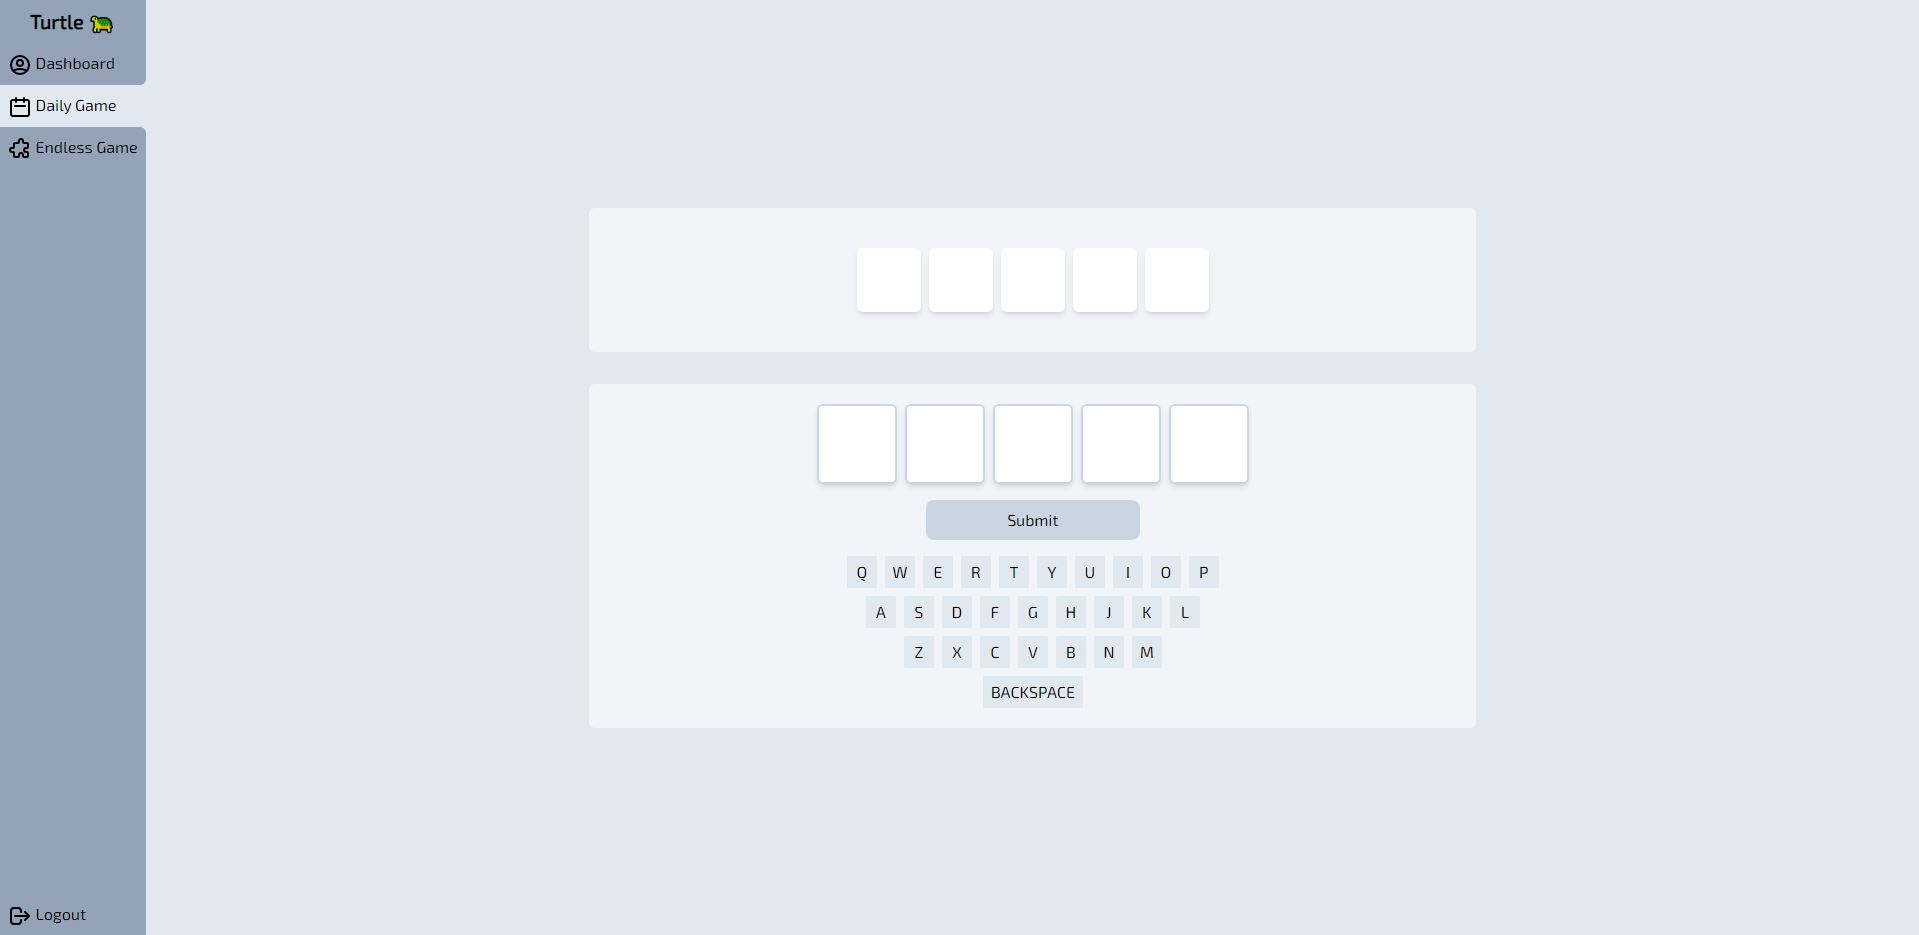 Turtle 🐢
Dashboard
Daily Game
Endless Game
Submit
Q W E R T Y U I O P
A S D F G H J K L
Z X C V B N M
BACKSPACE
Logout